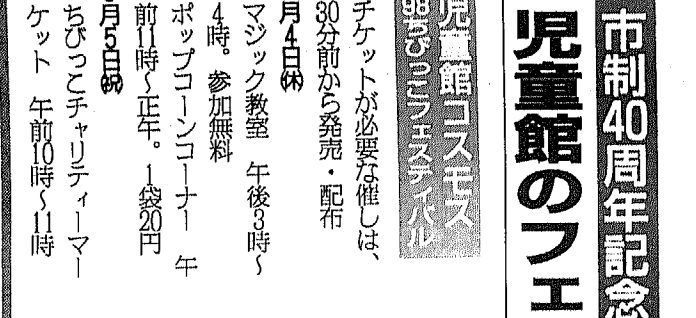 市制40周年記念
児童館のフェ
児童館コスモス
98ちびっこフェスティバル
チケットが必要な催しは、
30分前から発売・配布
月4日㈷
マジック教室　午後3時〜
4時。参加無料
ポップコーンコーナー　午
前11時〜正午。1袋20円
月5日㈷
ちびっこチャリティーマー
ケット　午前10時〜11時